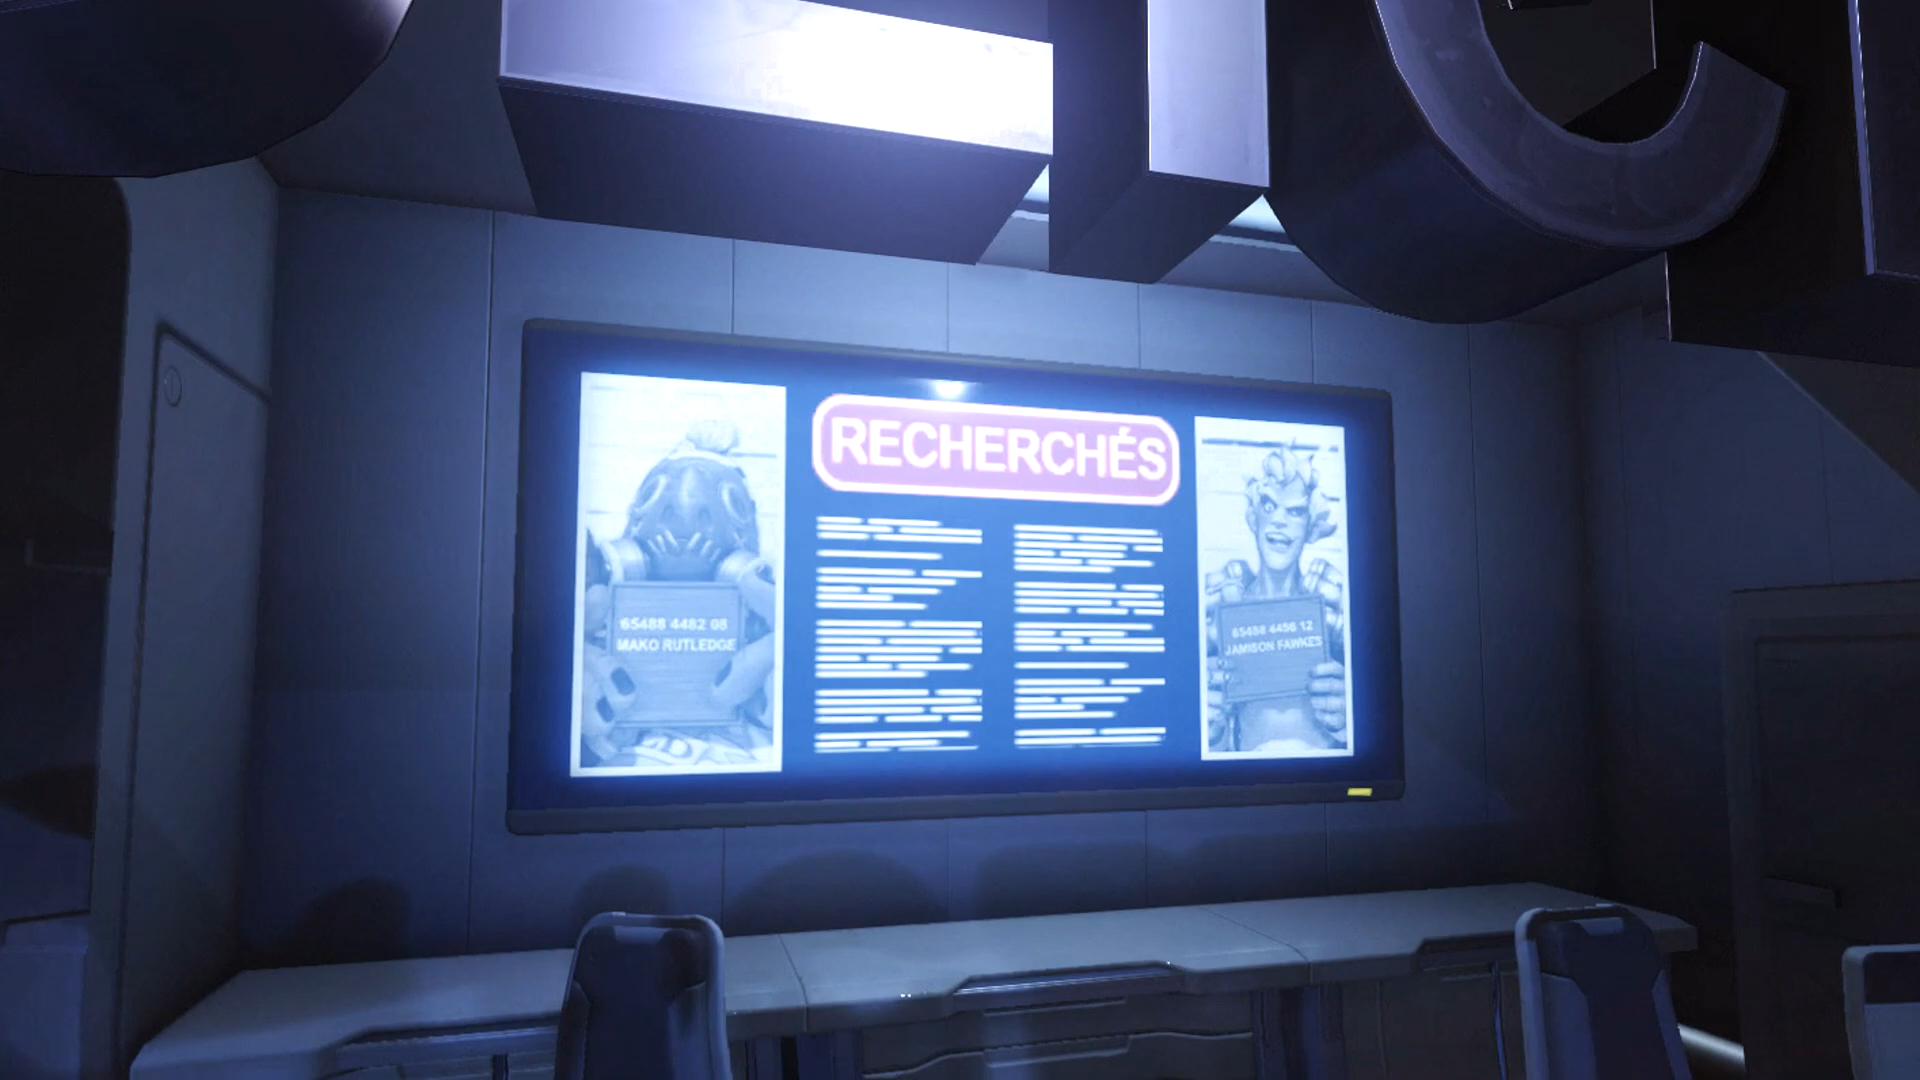 RECHERCHÉS
65488 4482 08
MAKO RUTLEDGE
65488 4456 12
JAMISON FAWKES